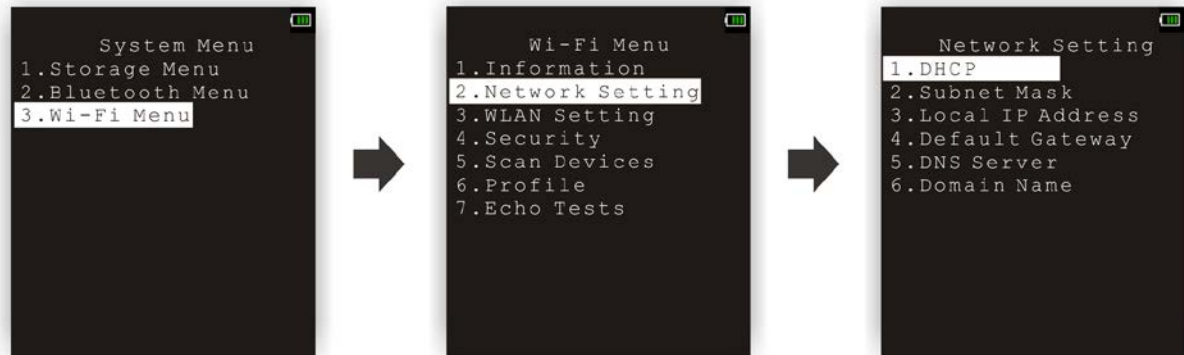 System Menu
1.Storage Menu
2.Bluetooth Menu
3.Wi-Fi Menu
Wi-Fi Menu
1.Information
2.Network Setting
3.WLAN Setting
4.Security
5.Scan Devices
6.Profile
7.Echo Tests
Network Setting
1.DHCP
2.Subnet Mask
3.Local IP Address
4.Default Gateway
5.DNS Server
6.Domain Name